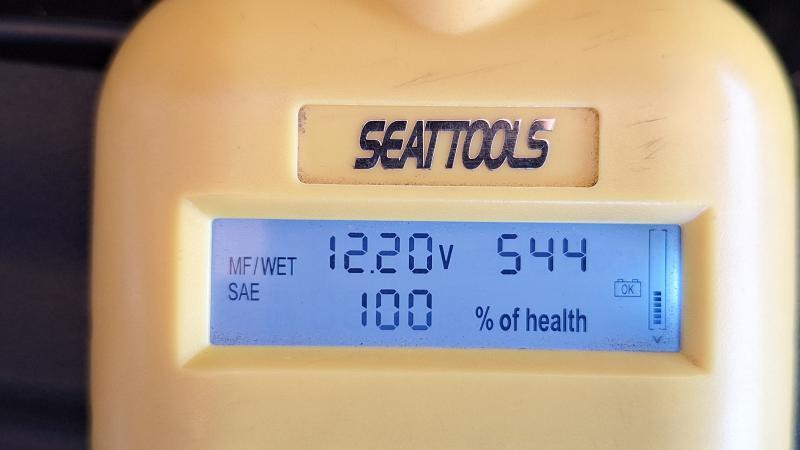 SEATTOOLS
MF/WET 12.20V 544
SAE 100 % of health
OK